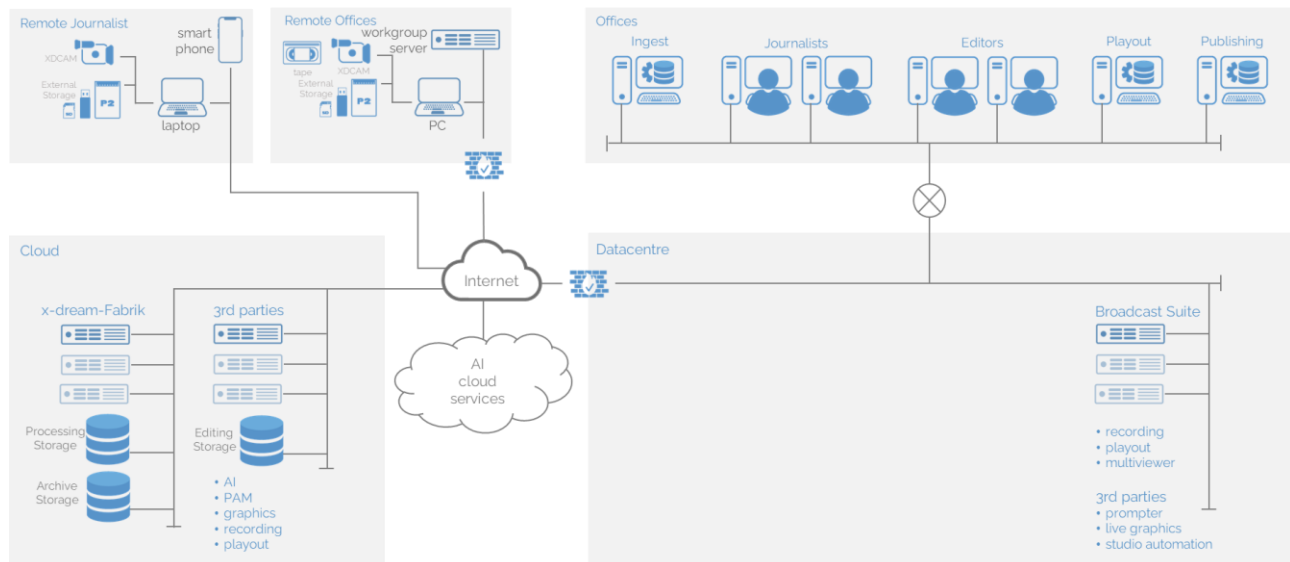 Remote Journalist
smart
phone
XDCAM
External
Storage
HD
P2
laptop
Remote Offices
workgroup
server
tape
XDCAM
External
Storage
HD
P2
PC
Offices
Ingest
Journalists
Editors
Playout
Publishing
Cloud
x-dream-Fabrik
3rd parties
Processing
Storage
Editing
Storage
Archive
Storage
• AI
• PAM
• graphics
• recording
• playout
Internet
AI
cloud
services
Datacentre
Broadcast Suite
• recording
• playout
• multiviewer
3rd parties
• prompter
• live graphics
• studio automation